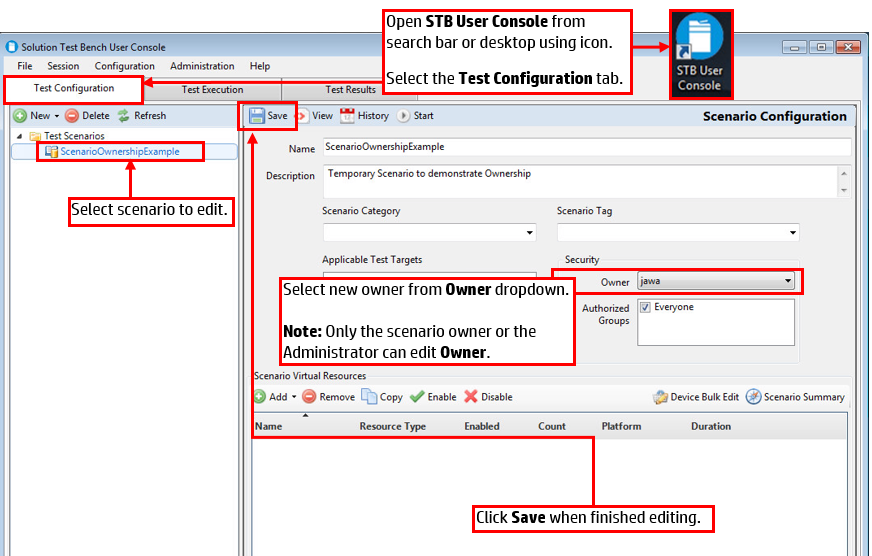 Open STB User Console from
search bar or desktop using icon.
Select the Test Configuration tab.
STB User
Console
Solution Test Bench User Console
File Session Configuration Administration Help
Test Configuration Test Execution Test Results
New Delete Refresh
Save View History Start Scenario Configuration
Test Scenarios
ScenarioOwnershipExample
Select scenario to edit.
Name ScenarioOwnershipExample
Description Temporary Scenario to demonstrate Ownership
Scenario Category Scenario Tag
Applicable Test Targets Security
Owner jawa
Select new owner from Owner dropdown.
Note: Only the scenario owner or the
Administrator can edit Owner.
Authorized
Groups
Everyone
Scenario Virtual Resources
Add Remove Copy Enable Disable Device Bulk Edit Scenario Summary
Name Resource Type Enabled Count Platform Duration
Click Save when finished editing.